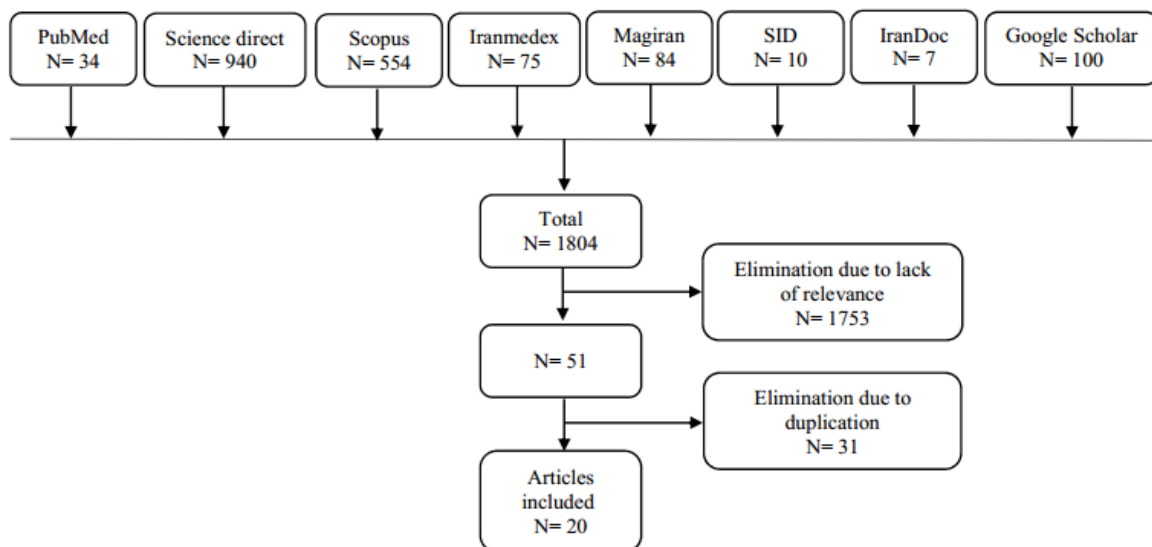 PubMed
N= 34
Science direct
N= 940
Scopus
N= 554
Iranmedex
N= 75
Magiran
N= 84
SID
N= 10
IranDoc
N= 7
Google Scholar
N= 100
Total
N= 1804
Elimination due to lack
of relevance
N= 1753
N= 51
Elimination due to
duplication
N= 31
Articles
included
N= 20